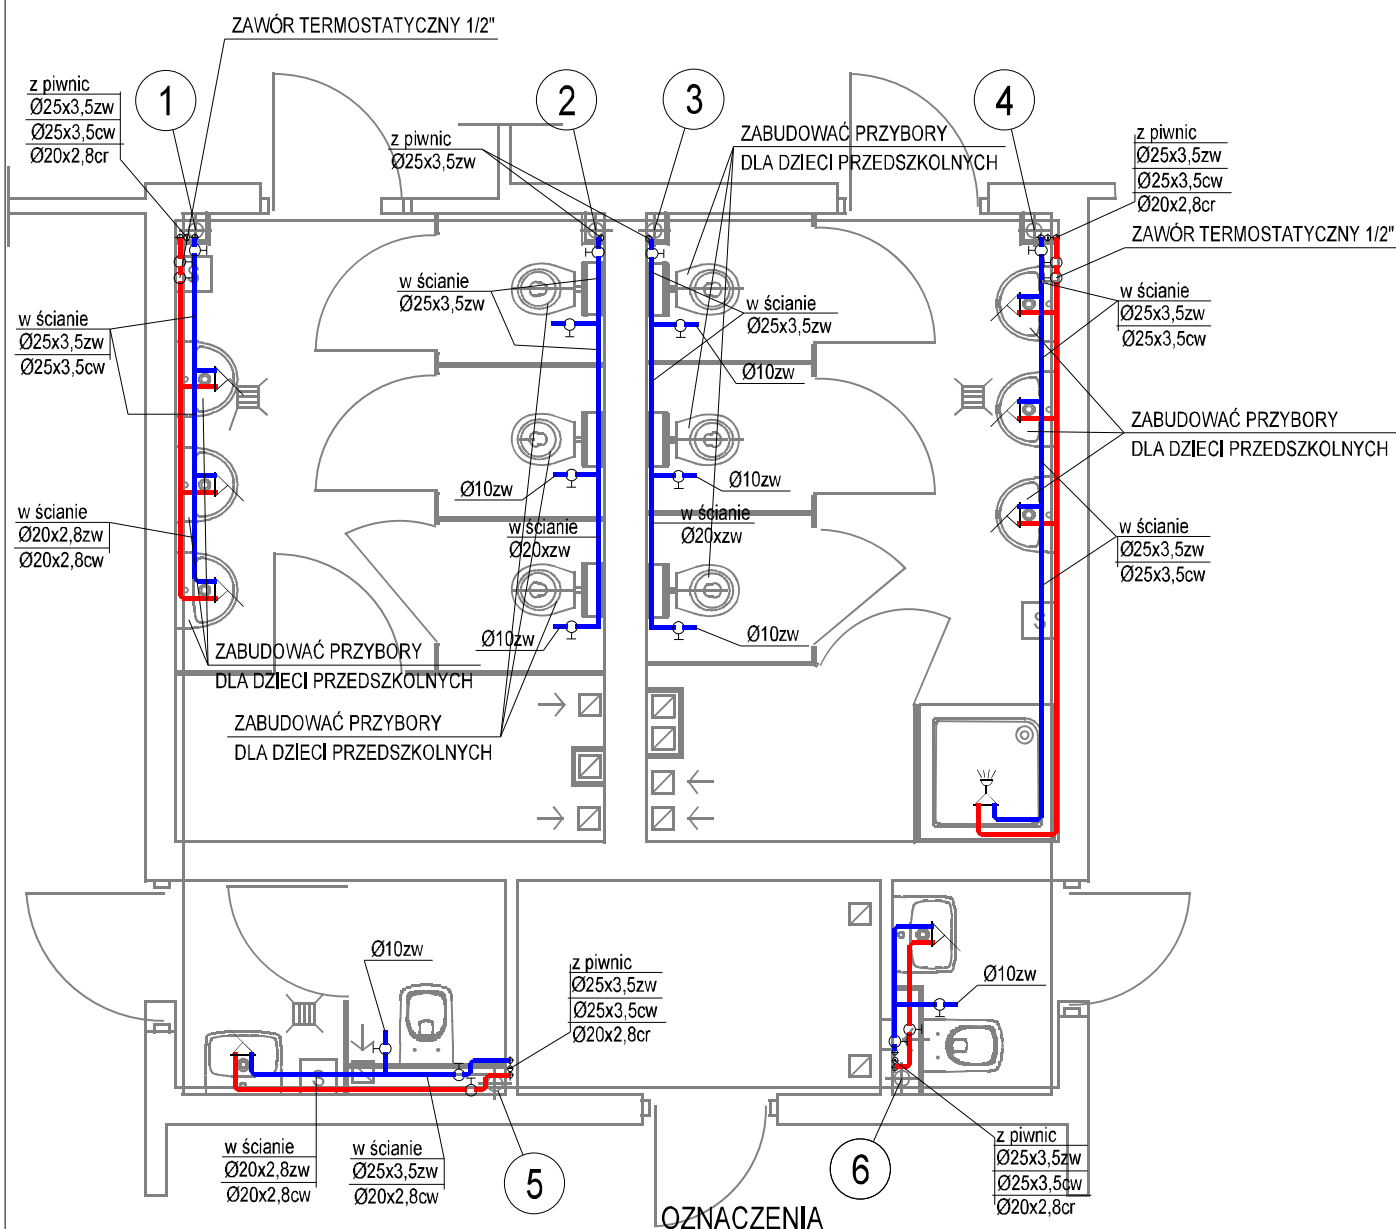 ZAWÓR TERMOSTATYCZNY 1/2"
z piwnic
Ø25x3,5zw
Ø25x3,5cw
Ø20x2,8cr
1
2
3
4
z piwnic
Ø25x3,5zw
ZABUDOWAĆ PRZYBORY
DLA DZIECI PRZEDSZKOLNYCH
z piwnic
Ø25x3,5zw
Ø25x3,5cw
Ø20x2,8cr
ZAWÓR TERMOSTATYCZNY 1/2"
S
w ścianie
Ø25x3,5zw
w ścianie
Ø25x3,5zw
w ścianie
Ø25x3,5zw
Ø25x3,5cw
w ścianie
Ø25x3,5zw
Ø25x3,5cw
Ø10zw
ZABUDOWAĆ PRZYBORY
DLA DZIECI PRZEDSZKOLNYCH
Ø10zw
Ø10zw
w ścianie
Ø20x2,8zw
Ø20x2,8cw
w ścianie
Ø20xzw
w ścianie
Ø20xzw
w ścianie
Ø25x3,5zw
Ø25x3,5cw
S
Ø10zw
Ø10zw
ZABUDOWAĆ PRZYBORY
DLA DZIECI PRZEDSZKOLNYCH
ZABUDOWAĆ PRZYBORY
DLA DZIECI PRZEDSZKOLNYCH
Ø10zw
z piwnic
Ø25x3,5zw
Ø25x3,5cw
Ø20x2,8cr
Ø10zw
S
w ścianie
Ø20x2,8zw
Ø20x2,8cw
w ścianie
Ø25x3,5zw
Ø20x2,8cw
5
6
z piwnic
Ø25x3,5zw
Ø25x3,5cw
Ø20x2,8cr
OZNACZENIA